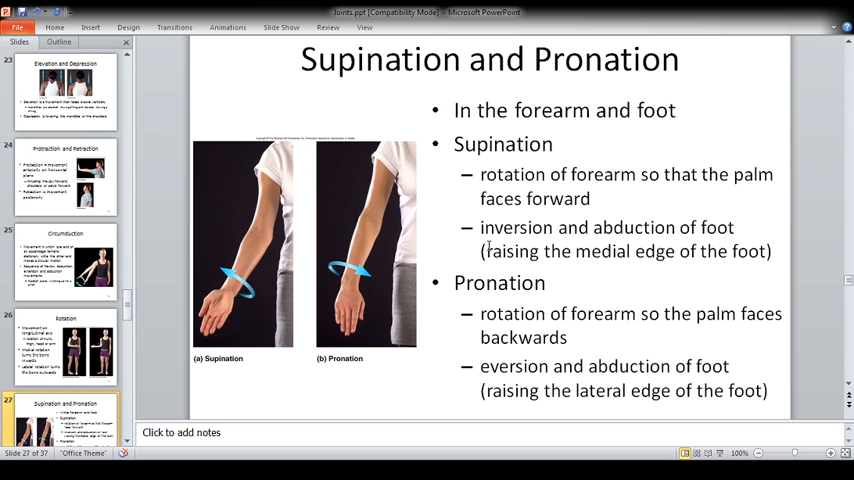 Joints.ppt [Compatibility Mode] - Microsoft PowerPoint
File Home Insert Design Transitions Animations Slide Show Review View
Slides Outline
23
Elevation and Depression
24
Protraction and Retraction
25
Circumduction
26
Rotation
27
Supination and Pronation
Supination and Pronation
• In the forearm and foot
• Supination
– rotation of forearm so that the palm
faces forward
– inversion and abduction of foot
(raising the medial edge of the foot)
• Pronation
– rotation of forearm so the palm faces
backwards
– eversion and abduction of foot
(raising the lateral edge of the foot)
(a) Supination
(b) Pronation
Click to add notes
Slide 27 of 37
"Office Theme"
100%